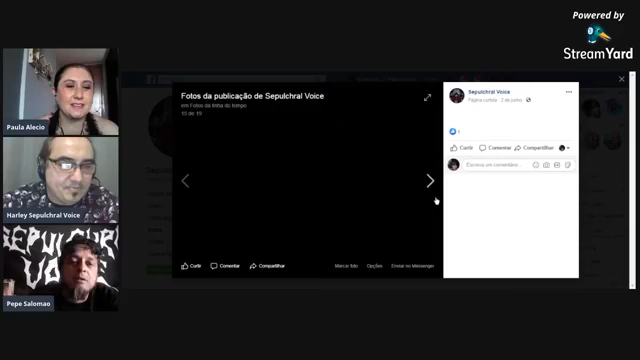 Powered by
StreamYard
Paula Alecio
Harley Sepulchral Voice
SEPULCHRAL
VOICE
Pepe Salomao
Fotos da publicação de Sepulchral Voice
em Fotos da linha do tempo
15 de 19
Curtir
Comentar
Compartilhar
Marcar foto
Opções
Enviar no Messenger
Sepulchral Voice
Página curtida · 2 de junho
1
Curtir
Comentar
Compartilhar
Escreva um comentário...